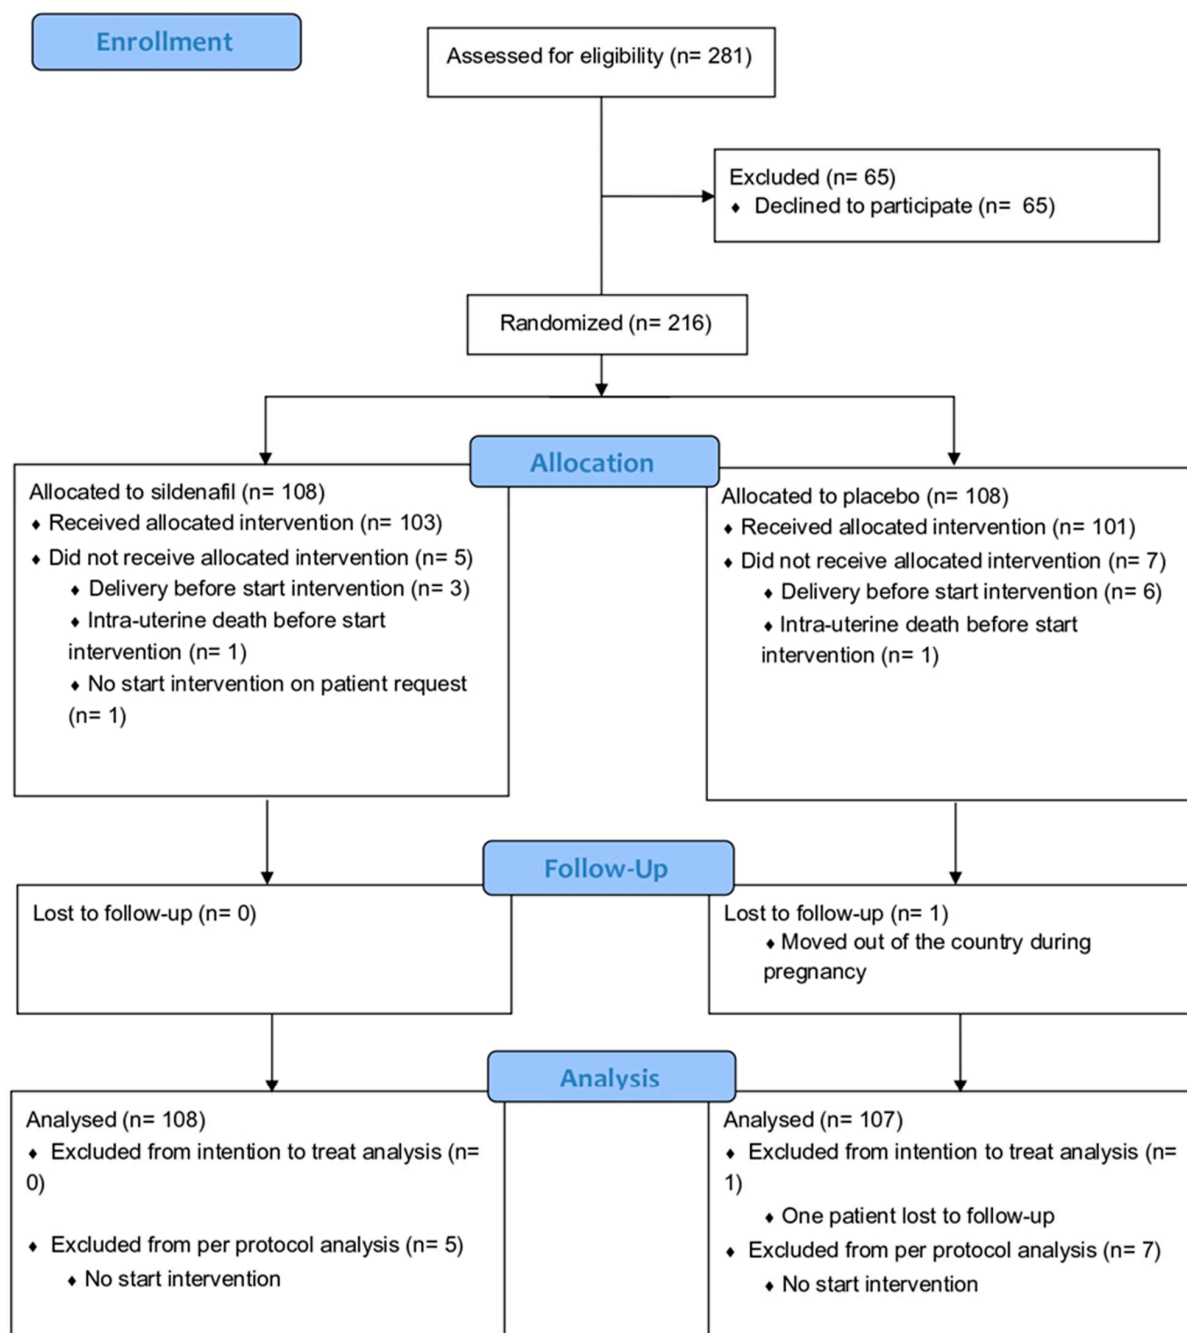 Enrollment
Assessed for eligibility (n= 281)
Excluded (n= 65)
♦ Declined to participate (n=  65)
Randomized (n= 216)
Allocation
Allocated to sildenafil (n= 108)
♦ Received allocated intervention (n= 103)
♦ Did not receive allocated intervention (n= 5)
♦ Delivery before start intervention (n= 3)
♦ Intra-uterine death before start
intervention (n= 1)
♦ No start intervention on patient request
(n= 1)
Allocated to placebo (n= 108)
♦ Received allocated intervention (n= 101)
♦ Did not receive allocated intervention (n= 7)
♦ Delivery before start intervention (n= 6)
♦ Intra-uterine death before start
intervention (n= 1)
Follow-Up
Lost to follow-up (n= 0)
Lost to follow-up (n= 1)
♦ Moved out of the country during
pregnancy
Analysis
Analysed (n= 108)
♦ Excluded from intention to treat analysis (n=
0)
♦ Excluded from per protocol analysis (n= 5)
♦ No start intervention
Analysed (n= 107)
♦ Excluded from intention to treat analysis (n=
1)
♦ One patient lost to follow-up
♦ Excluded from per protocol analysis (n= 7)
♦ No start intervention